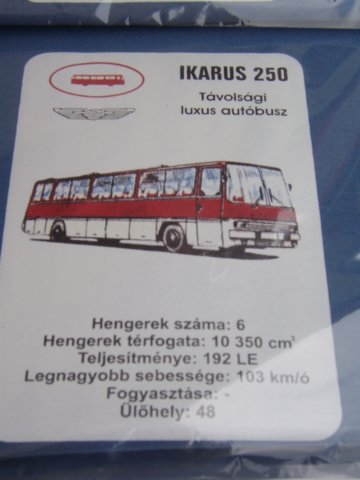 IKARUS 250
Távolsági
luxus autóbusz
Hengerek száma: 6
Hengerek térfogata: 10 350 cm³
Teljesítménye: 192 LE
Legnagyobb sebessége: 103 km/ó
Fogyasztása: -
Ülőhely: 48